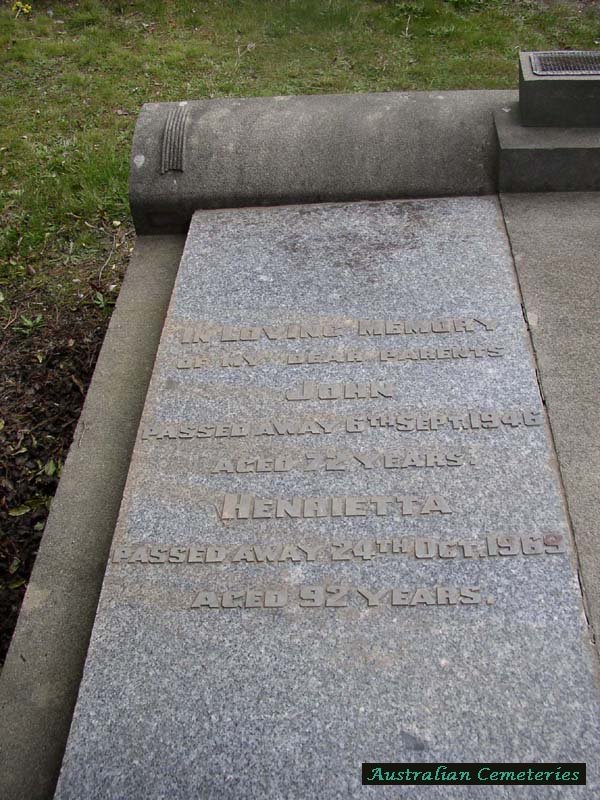 IN LOVING MEMORY
OF MY DEAR PARENTS
JOHN
PASSED AWAY 6TH SEPT. 1946
AGED 72 YEARS.
HENRIETTA
PASSED AWAY 24TH OCT. 1969
AGED 92 YEARS.
Australian Cemeteries